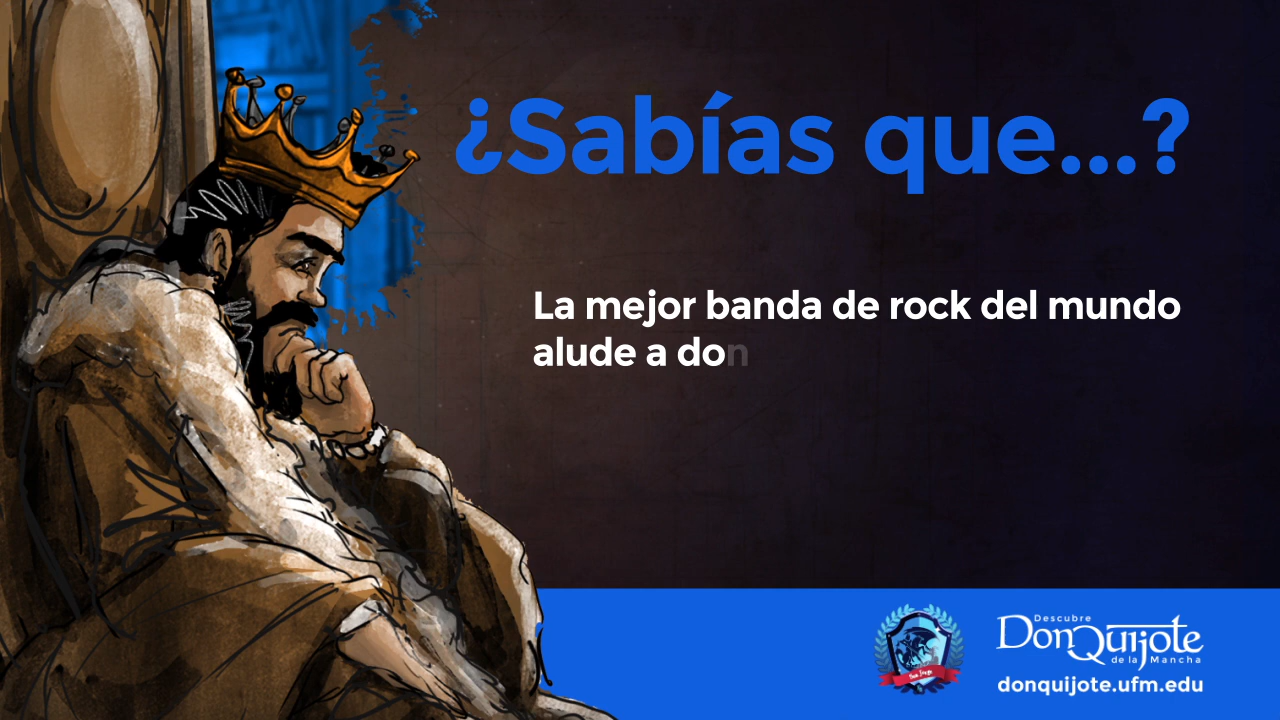 ¿Sabías que...?
La mejor banda de rock del mundo
alude a don
Descubre
DonQuijote
de la Mancha
donquijote.ufm.edu